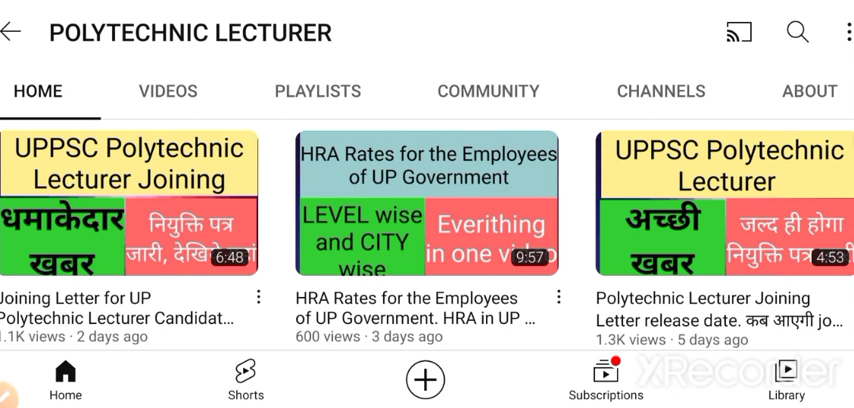 POLYTECHNIC LECTURER
HOME VIDEOS PLAYLISTS COMMUNITY CHANNELS ABOUT
UPPSC Polytechnic
Lecturer Joining
धमाकेदार
खबर
नियुक्ति पत्र
जारी,
6:48
Joining Letter for UP
Polytechnic Lecturer Candidat...
1.1K views · 2 days ago
HRA Rates for the Employees
of UP Government
LEVEL wise
and CITY
wise
Everithing
in one video
9:57
HRA Rates for the Employees
of UP Government. HRA in UP ...
600 views · 3 days ago
UPPSC Polytechnic
Lecturer
अच्छी
खबर
जल्द ही होगा
नियुक्ति पत्र
4:53
Polytechnic Lecturer Joining
Letter release date. कब आएगी jo...
1.3K views · 5 days ago
Home Shorts Subscriptions Library
XRecorder